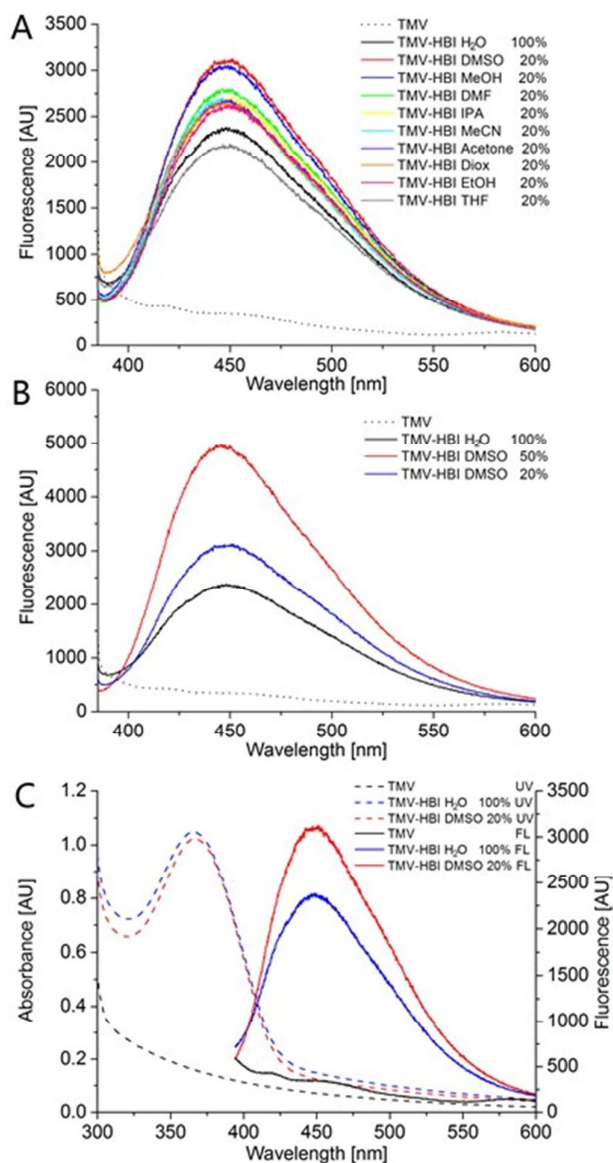 A
3500
3000
2500
2000
1500
1000
500
0
Fluorescence [AU]
TMV
TMV-HBI H₂O 100%
TMV-HBI DMSO 20%
TMV-HBI MeOH 20%
TMV-HBI DMF 20%
TMV-HBI IPA 20%
TMV-HBI MeCN 20%
TMV-HBI Acetone 20%
TMV-HBI Diox 20%
TMV-HBI EtOH 20%
TMV-HBI THF 20%
400 450 500 550 600
Wavelength [nm]
B
6000
5000
4000
3000
2000
1000
0
Fluorescence [AU]
TMV
TMV-HBI H₂O 100%
TMV-HBI DMSO 50%
TMV-HBI DMSO 20%
400 450 500 550 600
Wavelength [nm]
C
1.2
1.0
0.8
0.6
0.4
0.2
0.0
Absorbance [AU]
TMV UV
TMV-HBI H₂O 100% UV
TMV-HBI DMSO 20% UV
TMV FL
TMV-HBI H₂O 100% FL
TMV-HBI DMSO 20% FL
3500
3000
2500
2000
1500
1000
500
0
Fluorescence [AU]
300 350 400 450 500 550 600
Wavelength [nm]